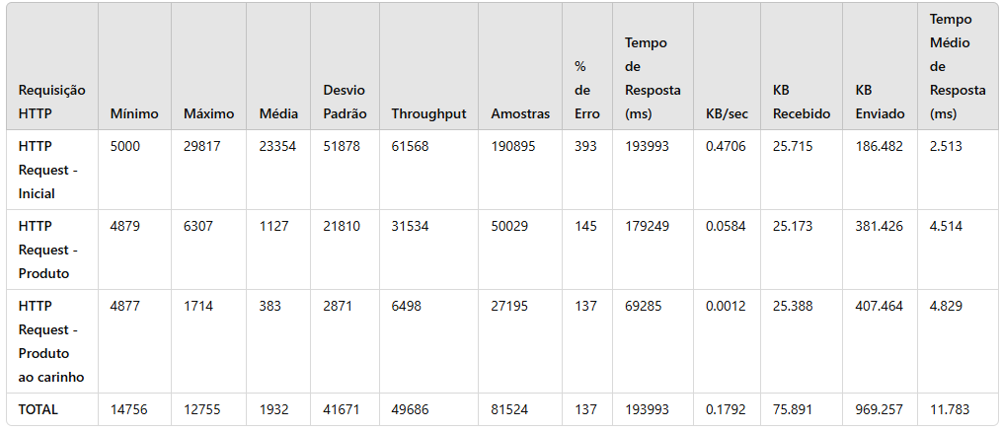 Requisição HTTP Mínimo Máximo Média Desvio Padrão Throughput Amostras % de Erro Tempo de Resposta (ms) KB/sec KB Recebido KB Enviado Tempo Médio de Resposta (ms)
HTTP Request - Inicial 5000 29817 23354 51878 61568 190895 393 193993 0.4706 25.715 186.482 2.513
HTTP Request - Produto 4879 6307 1127 21810 31534 50029 145 179249 0.0584 25.173 381.426 4.514
HTTP Request - Produto ao carinho 4877 1714 383 2871 6498 27195 137 69285 0.0012 25.388 407.464 4.829
TOTAL 14756 12755 1932 41671 49686 81524 137 193993 0.1792 75.891 969.257 11.783